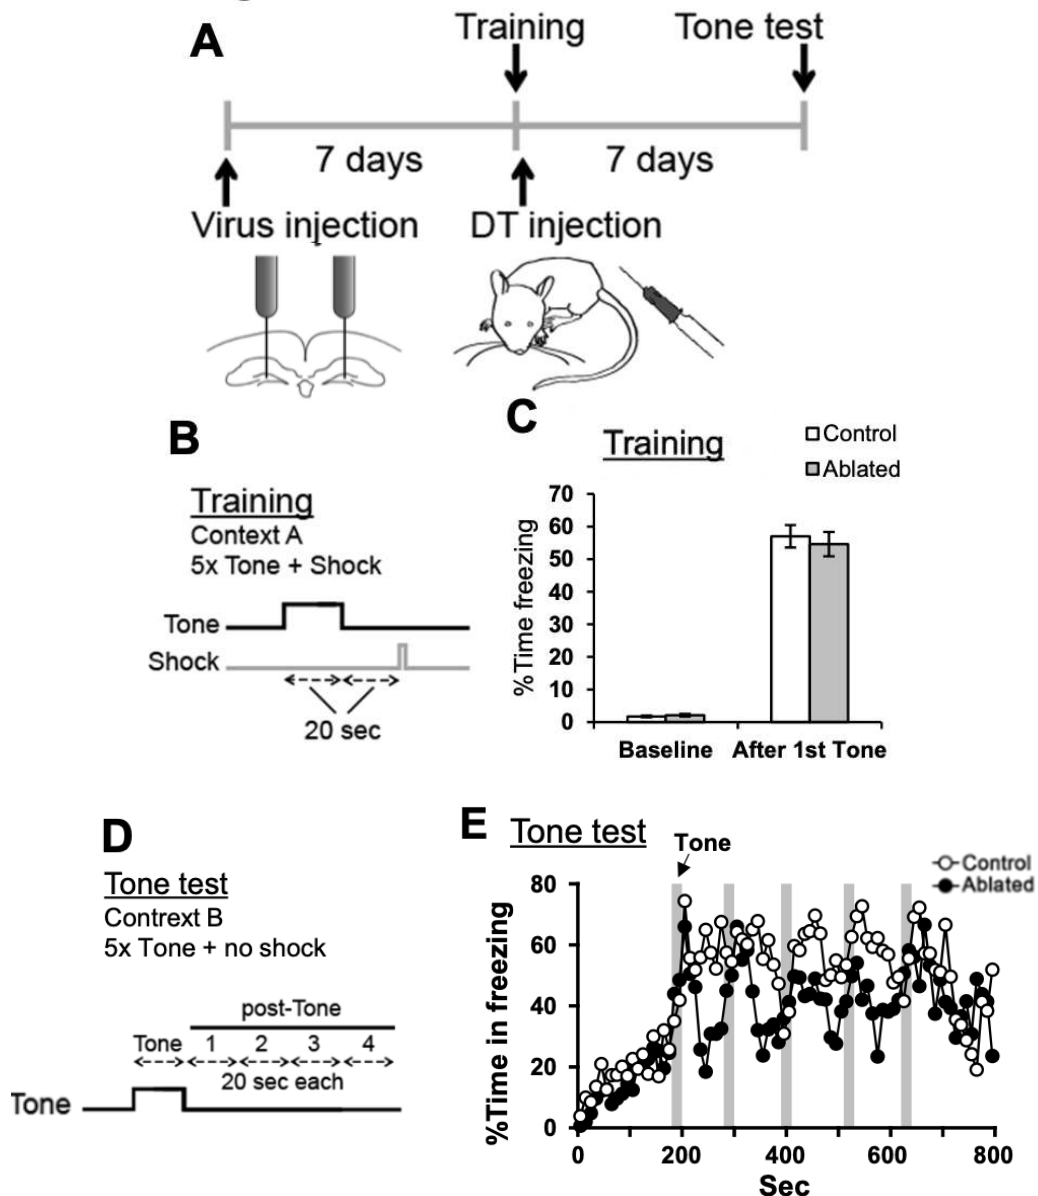 A
Training
Tone test
7 days
7 days
Virus injection
DT injection
B
Training
Context A
5x Tone + Shock
Tone
Shock
20 sec
C
Training
Control
Ablated
%Time freezing
70
60
50
40
30
20
10
0
Baseline
After 1st Tone
D
Tone test
Contrext B
5x Tone + no shock
post-Tone
Tone 1 2 3 4
20 sec each
Tone
E
Tone test
Tone
Control
Ablated
%Time in freezing
80
60
40
20
0
0 200 400 600 800
Sec